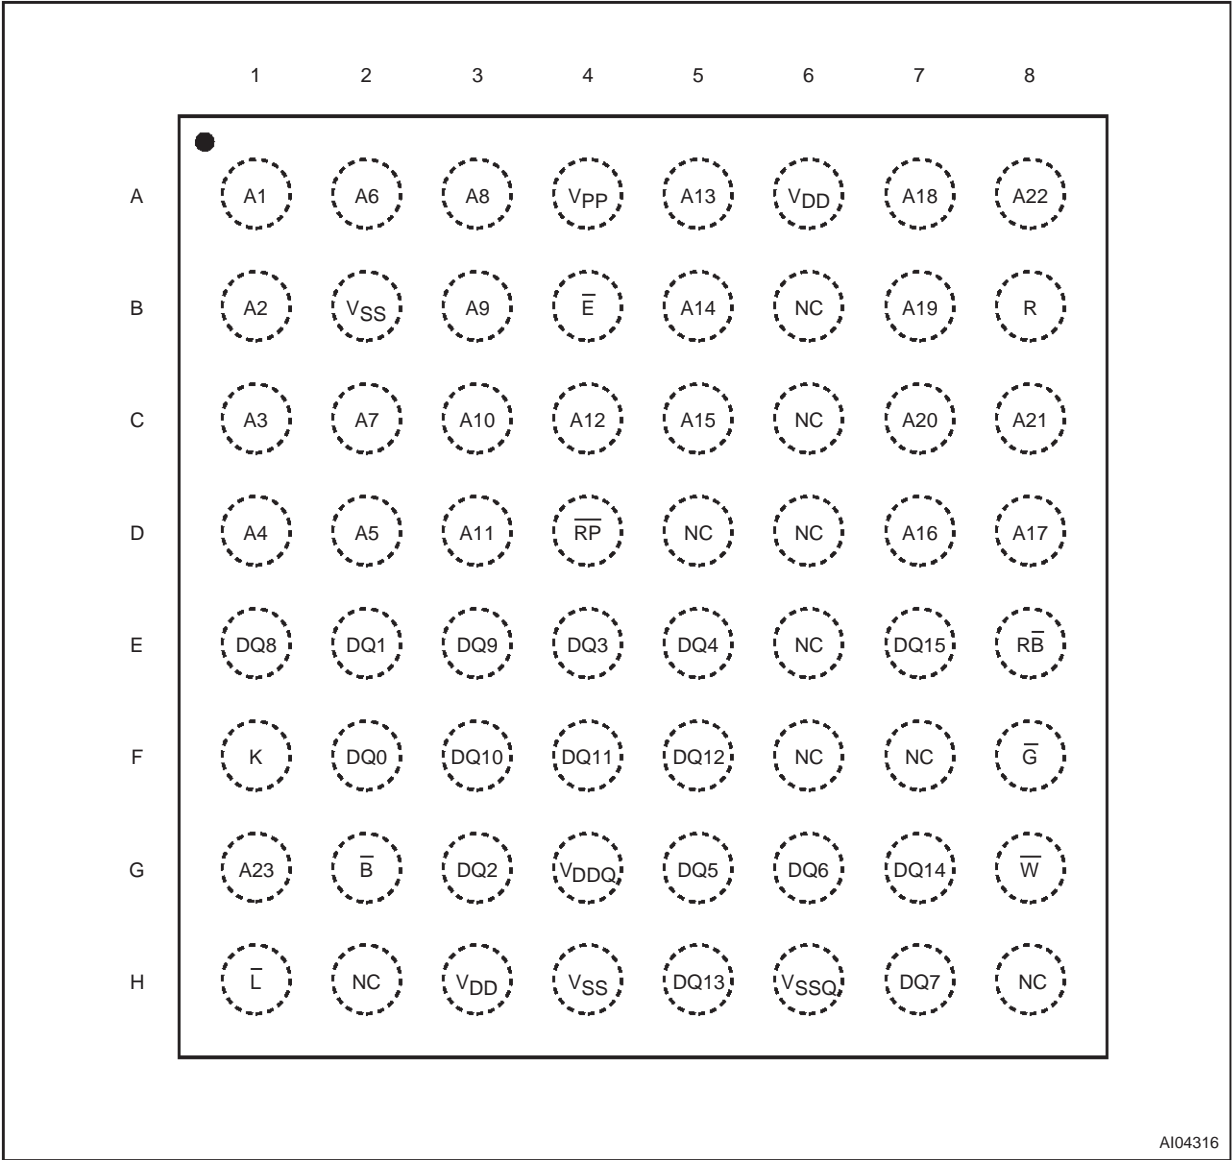 1 2 3 4 5 6 7 8
A A1 A6 A8 VPP A13 VDD A18 A22
B A2 VSS A9 E̅ A14 NC A19 R
C A3 A7 A10 A12 A15 NC A20 A21
D A4 A5 A11 R̅P̅ NC NC A16 A17
E DQ8 DQ1 DQ9 DQ3 DQ4 NC DQ15 RB̅
F K DQ0 DQ10 DQ11 DQ12 NC NC G̅
G A23 B̅ DQ2 VDDQ DQ5 DQ6 DQ14 W̅
H L̅ NC VDD VSS DQ13 VSSQ DQ7 NC
AI04316